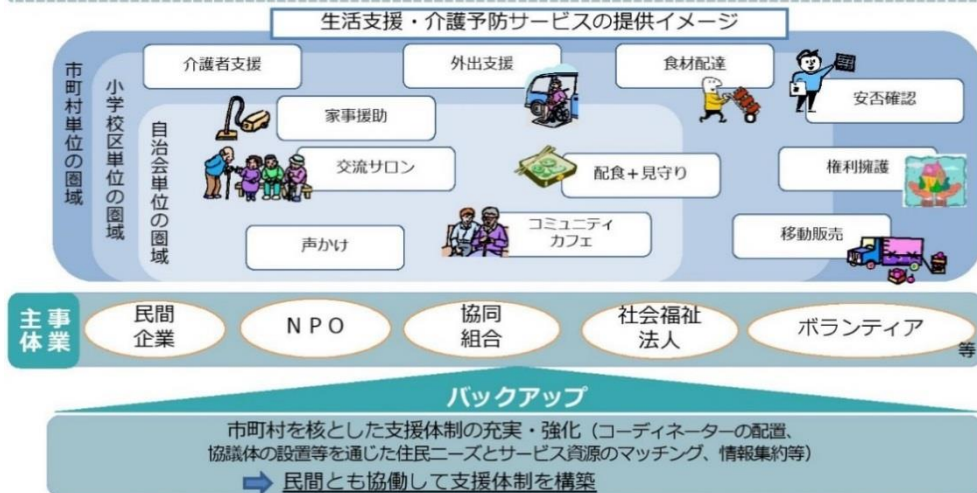 生活支援・介護予防サービスの提供イメージ
市町村単位の圏域
小学校区単位の圏域
自治会単位の圏域
介護者支援
外出支援
食材配達
安否確認
家事援助
交流サロン
配食+見守り
権利擁護
声かけ
コミュニティ
カフェ
移動販売
事業
主体
民間
企業
NPO
協同
組合
社会福祉
法人
ボランティア
等
バックアップ
市町村を核とした支援体制の充実・強化（コーディネーターの配置、
協議体の設置等を通じた住民ニーズとサービス資源のマッチング、情報集約等）
➡ 民間とも協働して支援体制を構築